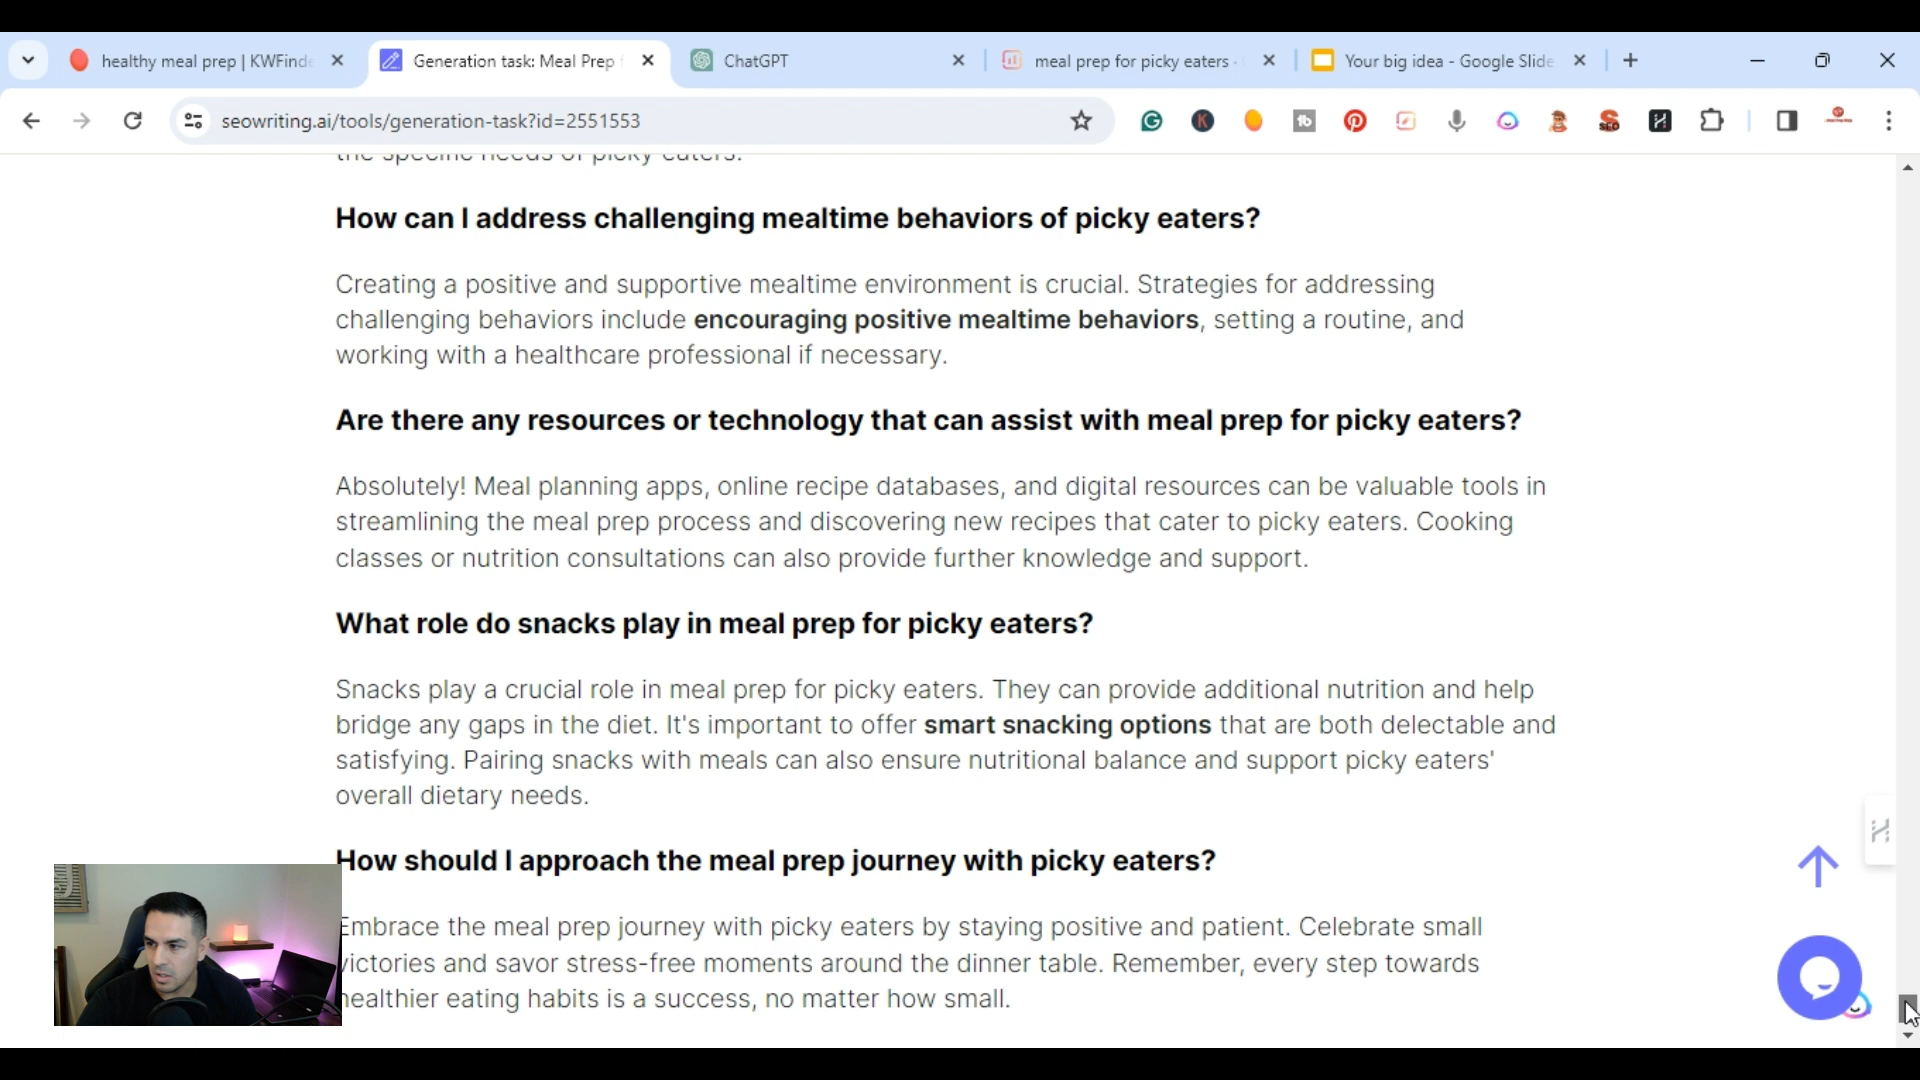 healthy meal prep | KWFinde
Generation task: Meal Prep f
ChatGPT
meal prep for picky eaters -
Your big idea - Google Slide
seowriting.ai/tools/generation-task?id=2551553
the specific needs of picky eaters.
How can I address challenging mealtime behaviors of picky eaters?
Creating a positive and supportive mealtime environment is crucial. Strategies for addressing
challenging behaviors include encouraging positive mealtime behaviors, setting a routine, and
working with a healthcare professional if necessary.
Are there any resources or technology that can assist with meal prep for picky eaters?
Absolutely! Meal planning apps, online recipe databases, and digital resources can be valuable tools in
streamlining the meal prep process and discovering new recipes that cater to picky eaters. Cooking
classes or nutrition consultations can also provide further knowledge and support.
What role do snacks play in meal prep for picky eaters?
Snacks play a crucial role in meal prep for picky eaters. They can provide additional nutrition and help
bridge any gaps in the diet. It's important to offer smart snacking options that are both delectable and
satisfying. Pairing snacks with meals can also ensure nutritional balance and support picky eaters'
overall dietary needs.
How should I approach the meal prep journey with picky eaters?
Embrace the meal prep journey with picky eaters by staying positive and patient. Celebrate small
victories and savor stress-free moments around the dinner table. Remember, every step towards
healthier eating habits is a success, no matter how small.